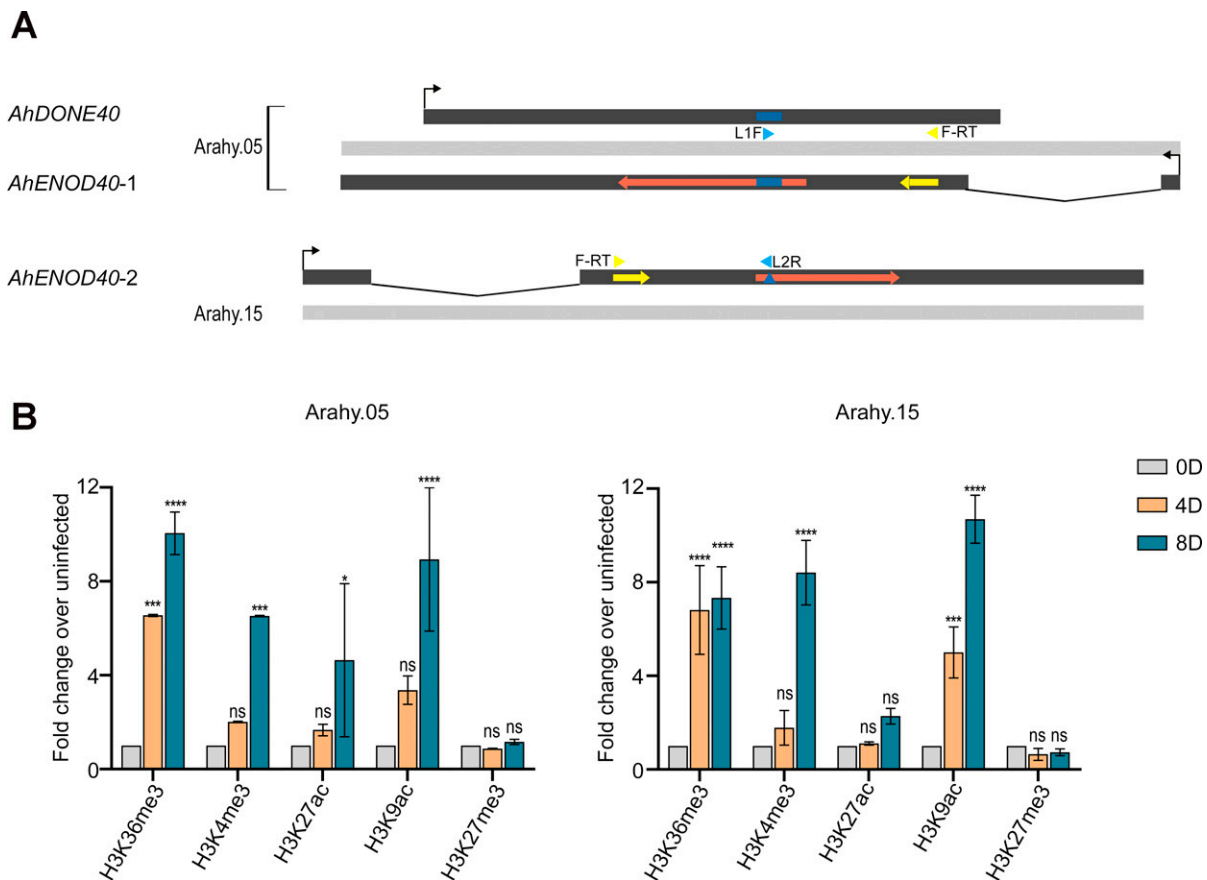 A
AhDONE40
Arahy.05
L1F
F-RT
AhENOD40-1
F-RT
L2R
AhENOD40-2
Arahy.15
B
Arahy.05
Arahy.15
0D
4D
8D
Fold change over uninfected
12
8
4
0
*** ****
ns ***
ns *
ns ****
ns ns
H3K36me3
H3K4me3
H3K27ac
H3K9ac
H3K27me3
Fold change over uninfected
12
8
4
0
**** ****
ns ****
ns ns
*** ****
ns ns
H3K36me3
H3K4me3
H3K27ac
H3K9ac
H3K27me3